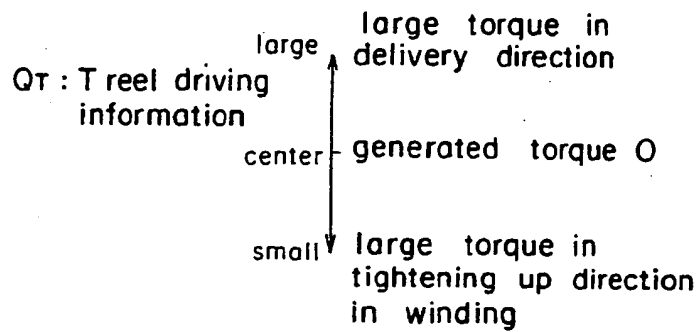 large
large torque in
delivery direction
QT : T reel driving
information
center
generated torque 0
small
large torque in
tightening up direction
in winding